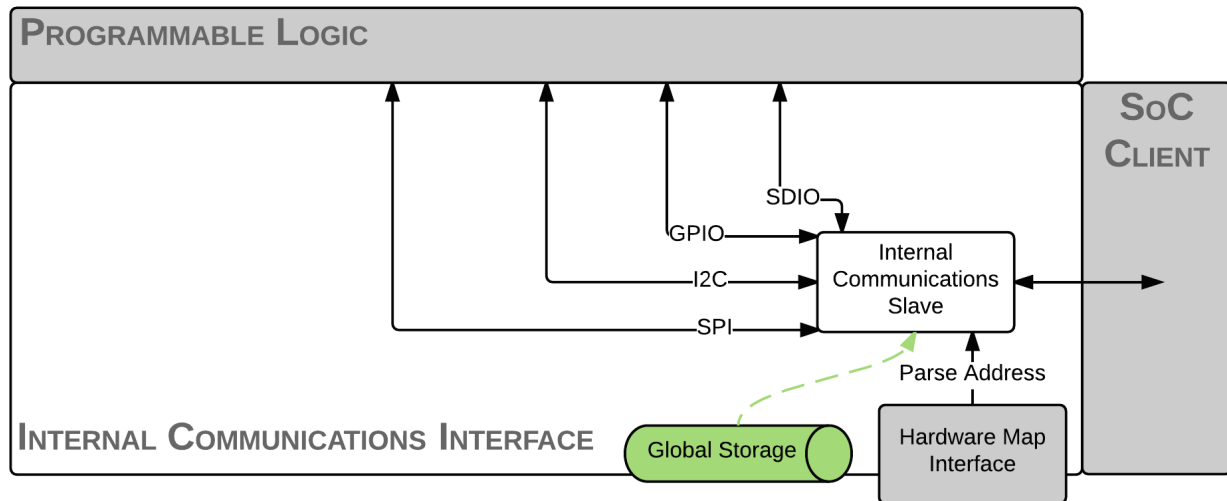 PROGRAMMABLE LOGIC
SOC
CLIENT
SDIO
GPIO
Internal
Communications
Slave
I2C
SPI
Parse Address
INTERNAL COMMUNICATIONS INTERFACE
Global Storage
Hardware Map
Interface